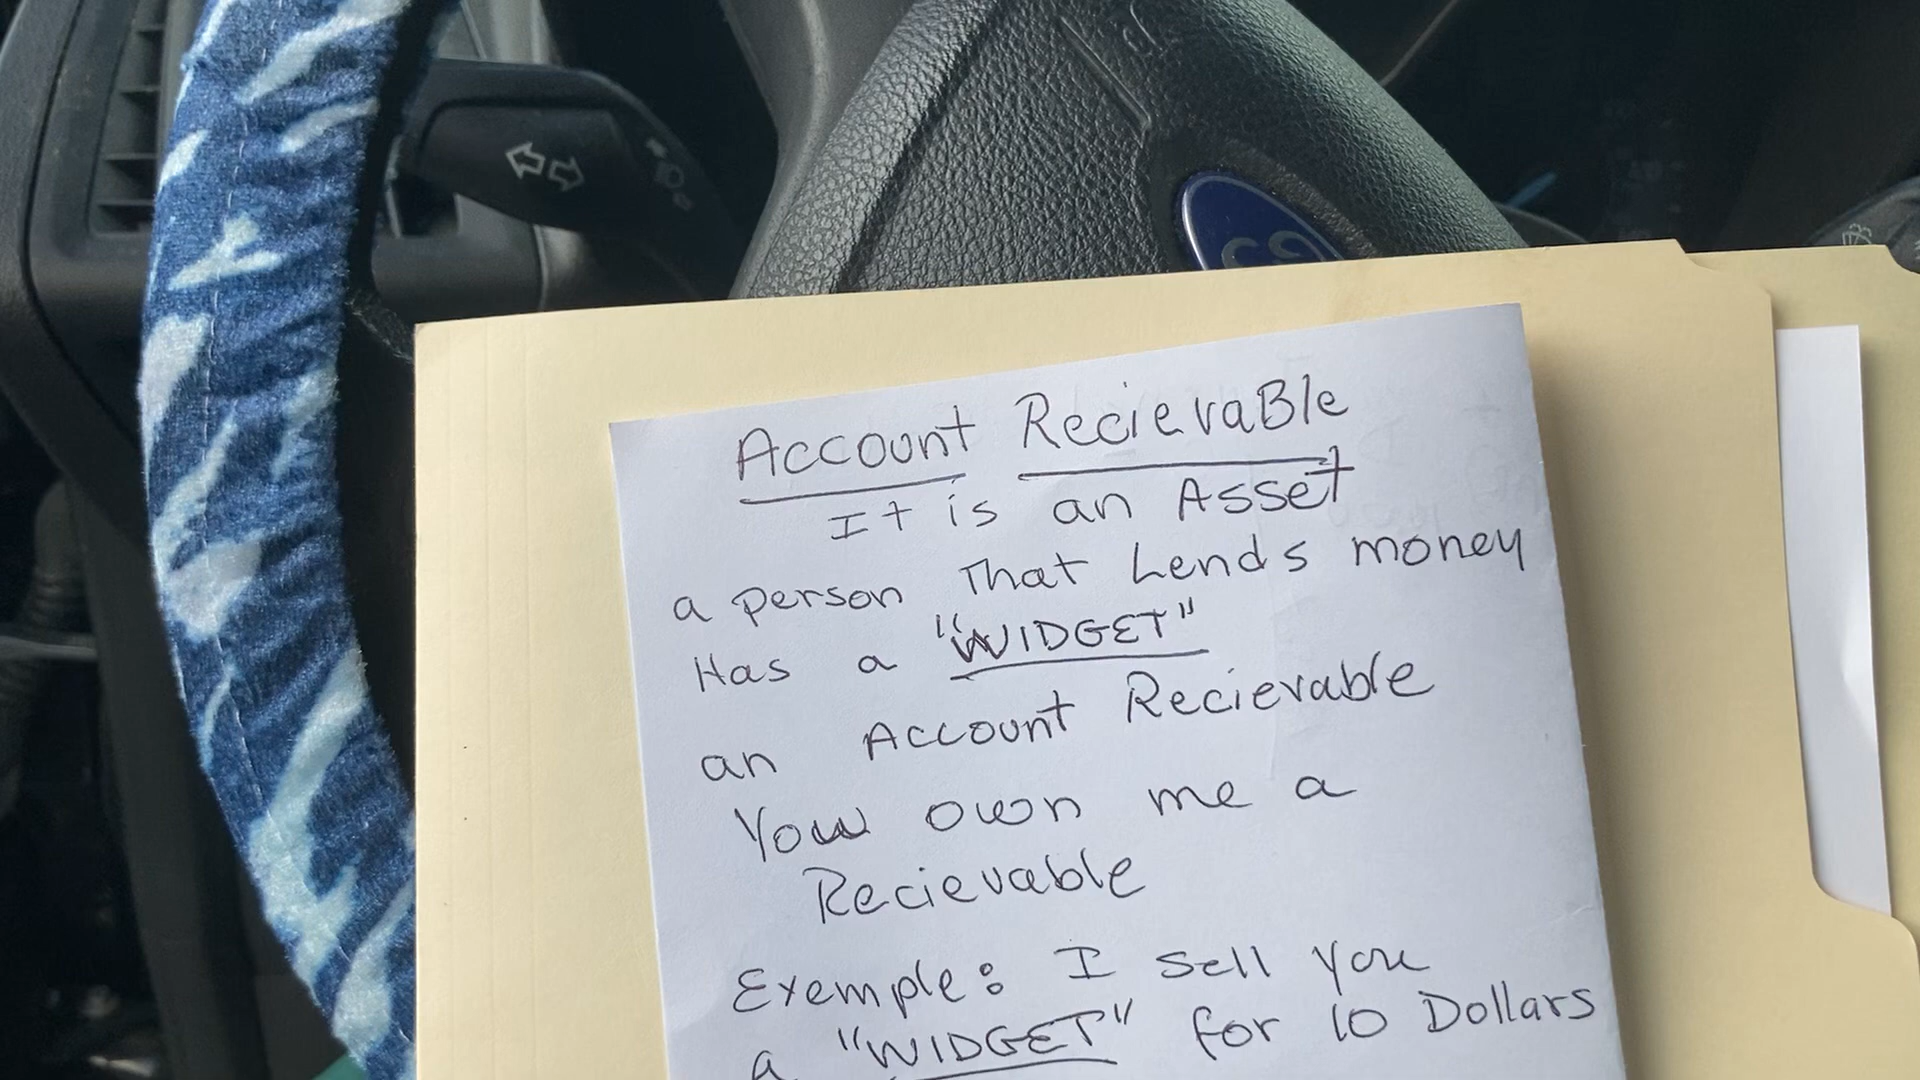 Account RecievaBle
It is an Asset
a person That Lends money
Has a "WIDGET"
an Account Recievable
You own me a
Recievable
Exemple: I sell you
a "WIDGET" for 10 Dollars